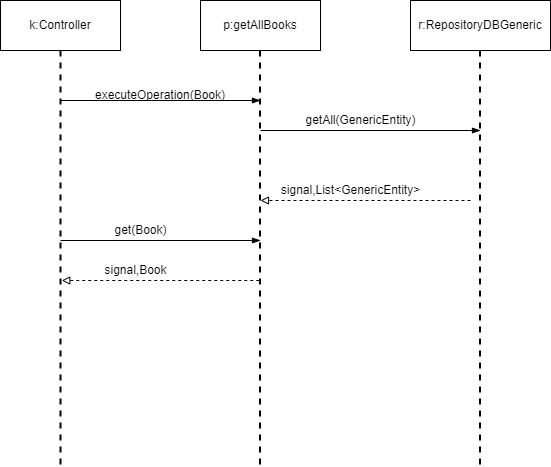 k:Controller
p:getAllBooks
r:RepositoryDBGeneric
executeOperation(Book)
getAll(GenericEntity)
signal,List<GenericEntity>
get(Book)
signal,Book